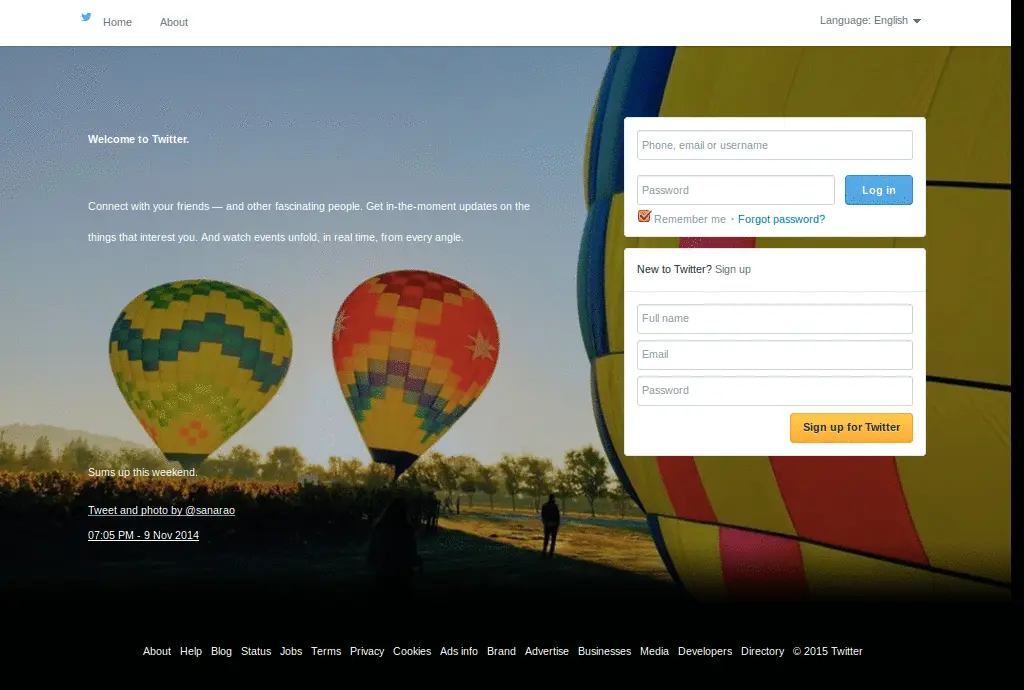 Home About Language: English
Welcome to Twitter.
Connect with your friends — and other fascinating people. Get in-the-moment updates on the
things that interest you. And watch events unfold, in real time, from every angle.
Sums up this weekend.
Tweet and photo by @sanarao
07:05 PM - 9 Nov 2014
Phone, email or username
Password Log in
Remember me · Forgot password?
New to Twitter? Sign up
Full name
Email
Password
Sign up for Twitter
About Help Blog Status Jobs Terms Privacy Cookies Ads info Brand Advertise Businesses Media Developers Directory © 2015 Twitter